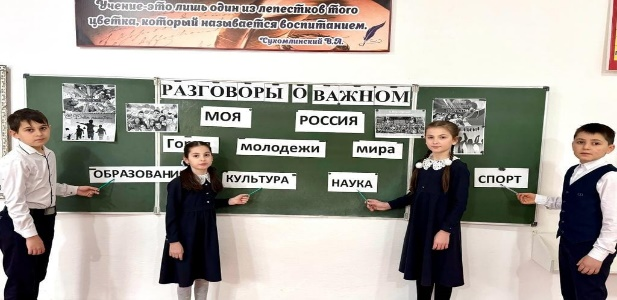 "Учение-это лишь один из лепестков того
цветка, который называется воспитанием.
"Сухомлинский В.А.
РАЗГОВОРЫ О ВАЖНОМ
МОЯ РОССИЯ
молодежи мира
ОБРАЗОВАНИ КУЛЬТУРА НАУКА СПОРТ